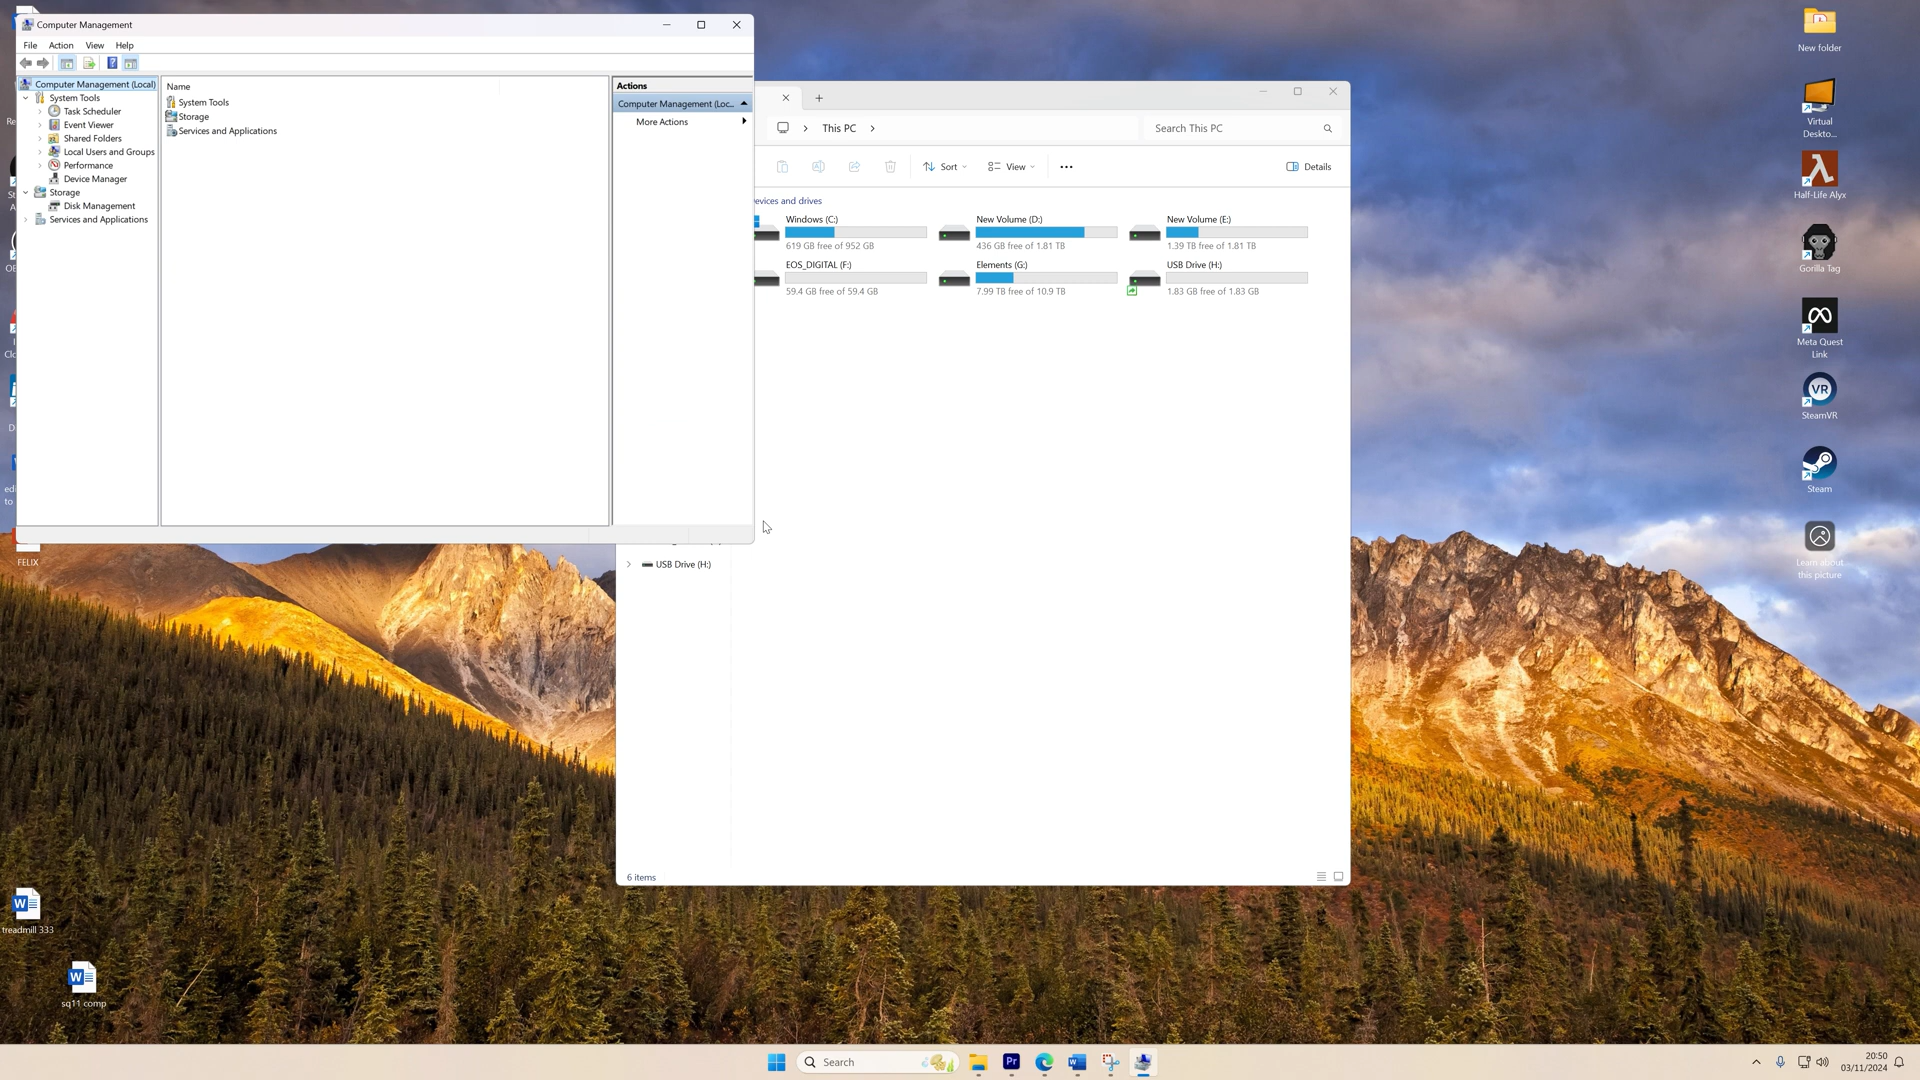 Computer Management
File Action View Help
Computer Management (Local)
System Tools
Task Scheduler
Event Viewer
Shared Folders
Local Users and Groups
Performance
Device Manager
Storage
Disk Management
Services and Applications
Name
System Tools
Storage
Services and Applications
Actions
Computer Management (Loc...
More Actions
This PC
Search This PC
Sort View Details
evices and drives
Windows (C:)
619 GB free of 952 GB
New Volume (D:)
436 GB free of 1.81 TB
New Volume (E:)
1.39 TB free of 1.81 TB
EOS_DIGITAL (F:)
59.4 GB free of 59.4 GB
Elements (G:)
7.99 TB free of 10.9 TB
USB Drive (H:)
1.83 GB free of 1.83 GB
USB Drive (H:)
6 items
New folder
Virtual
Deskto...
Half-Life Alyx
Gorilla Tag
Meta Quest
Link
VR
SteamVR
Steam
Learn about
this picture
edi
to
FELIX
treadmill 333
sq11 comp
Search
Pr
20:50
03/11/2024